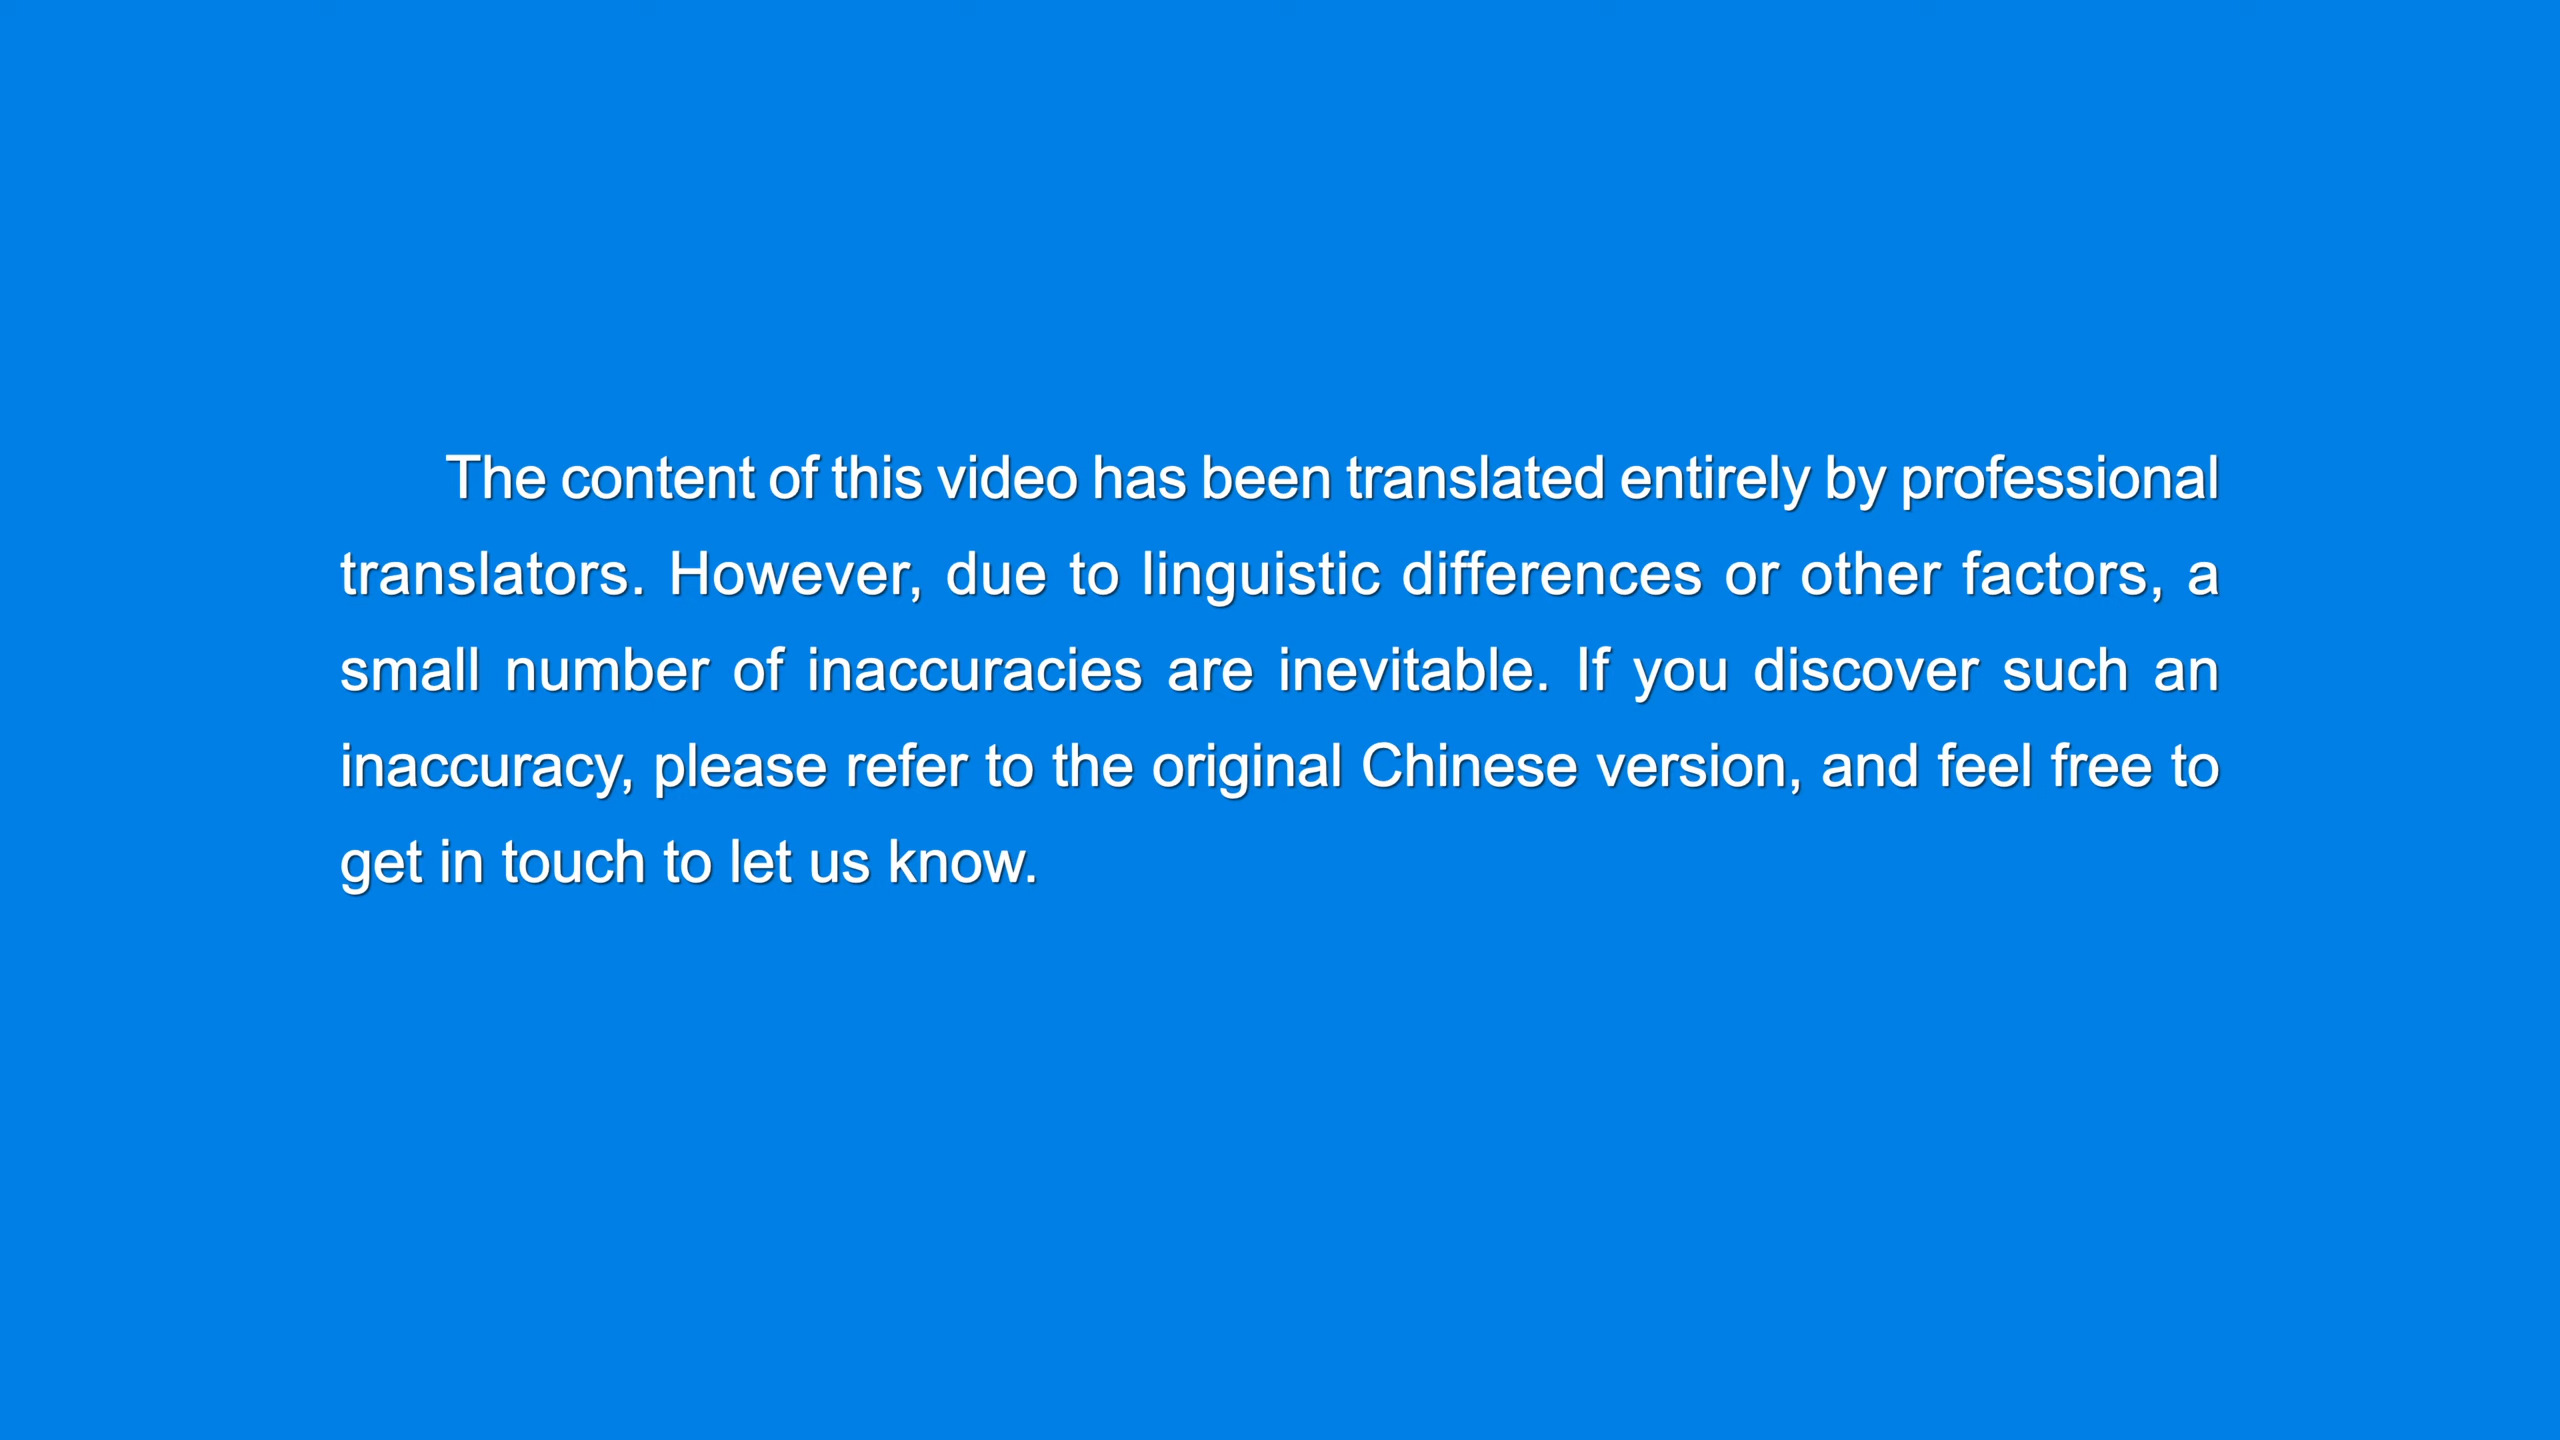 The content of this video has been translated entirely by professional
translators. However, due to linguistic differences or other factors, a
small number of inaccuracies are inevitable. If you discover such an
inaccuracy, please refer to the original Chinese version, and feel free to
get in touch to let us know.